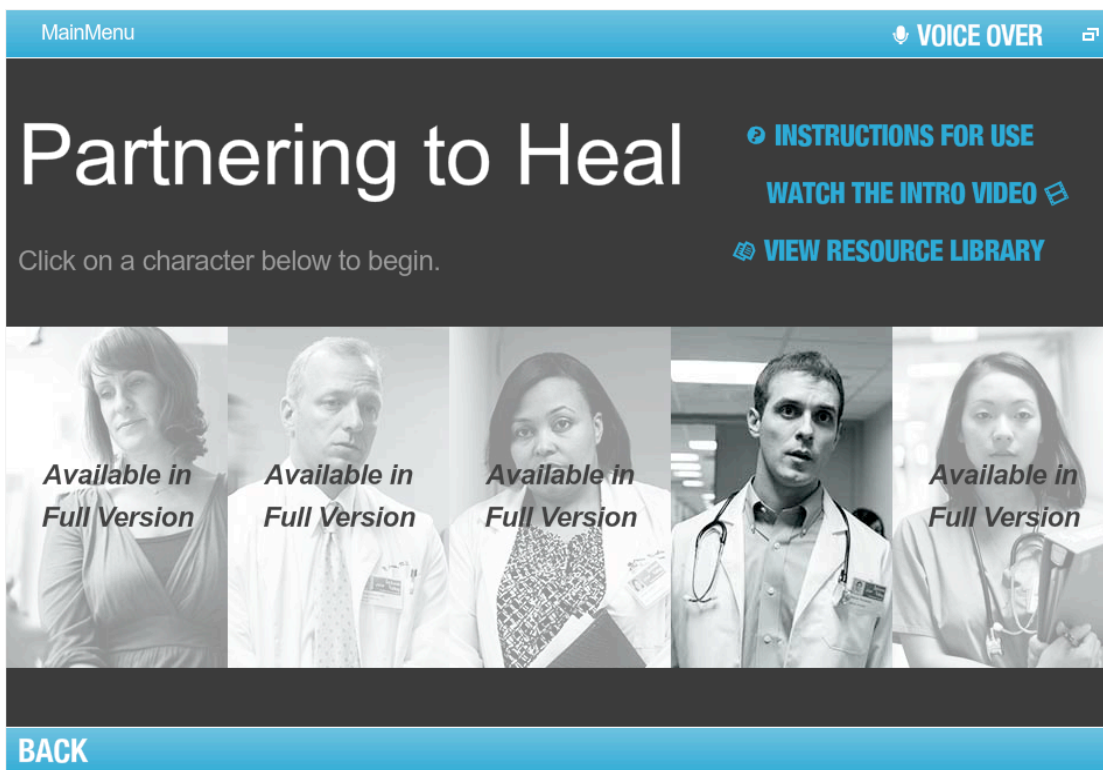 MainMenu
VOICE OVER
Partnering to Heal
INSTRUCTIONS FOR USE
WATCH THE INTRO VIDEO
VIEW RESOURCE LIBRARY
Click on a character below to begin.
Available in
Full Version
Available in
Full Version
Available in
Full Version
Available in
Full Version
BACK